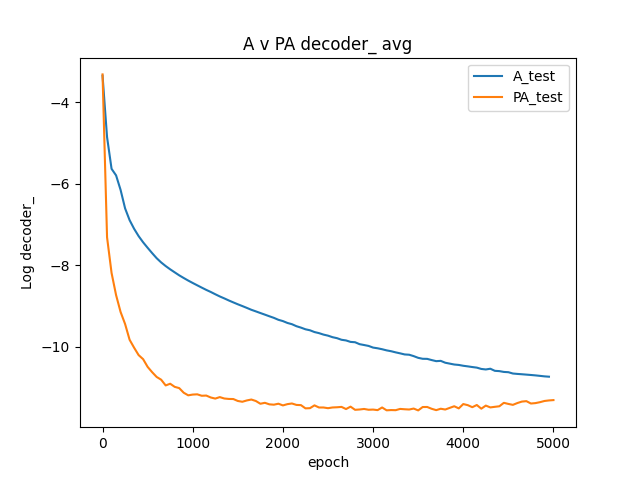 A v PA decoder_ avg
A_test
PA_test
Log decoder_
−4
−6
−8
−10
0 1000 2000 3000 4000 5000
epoch